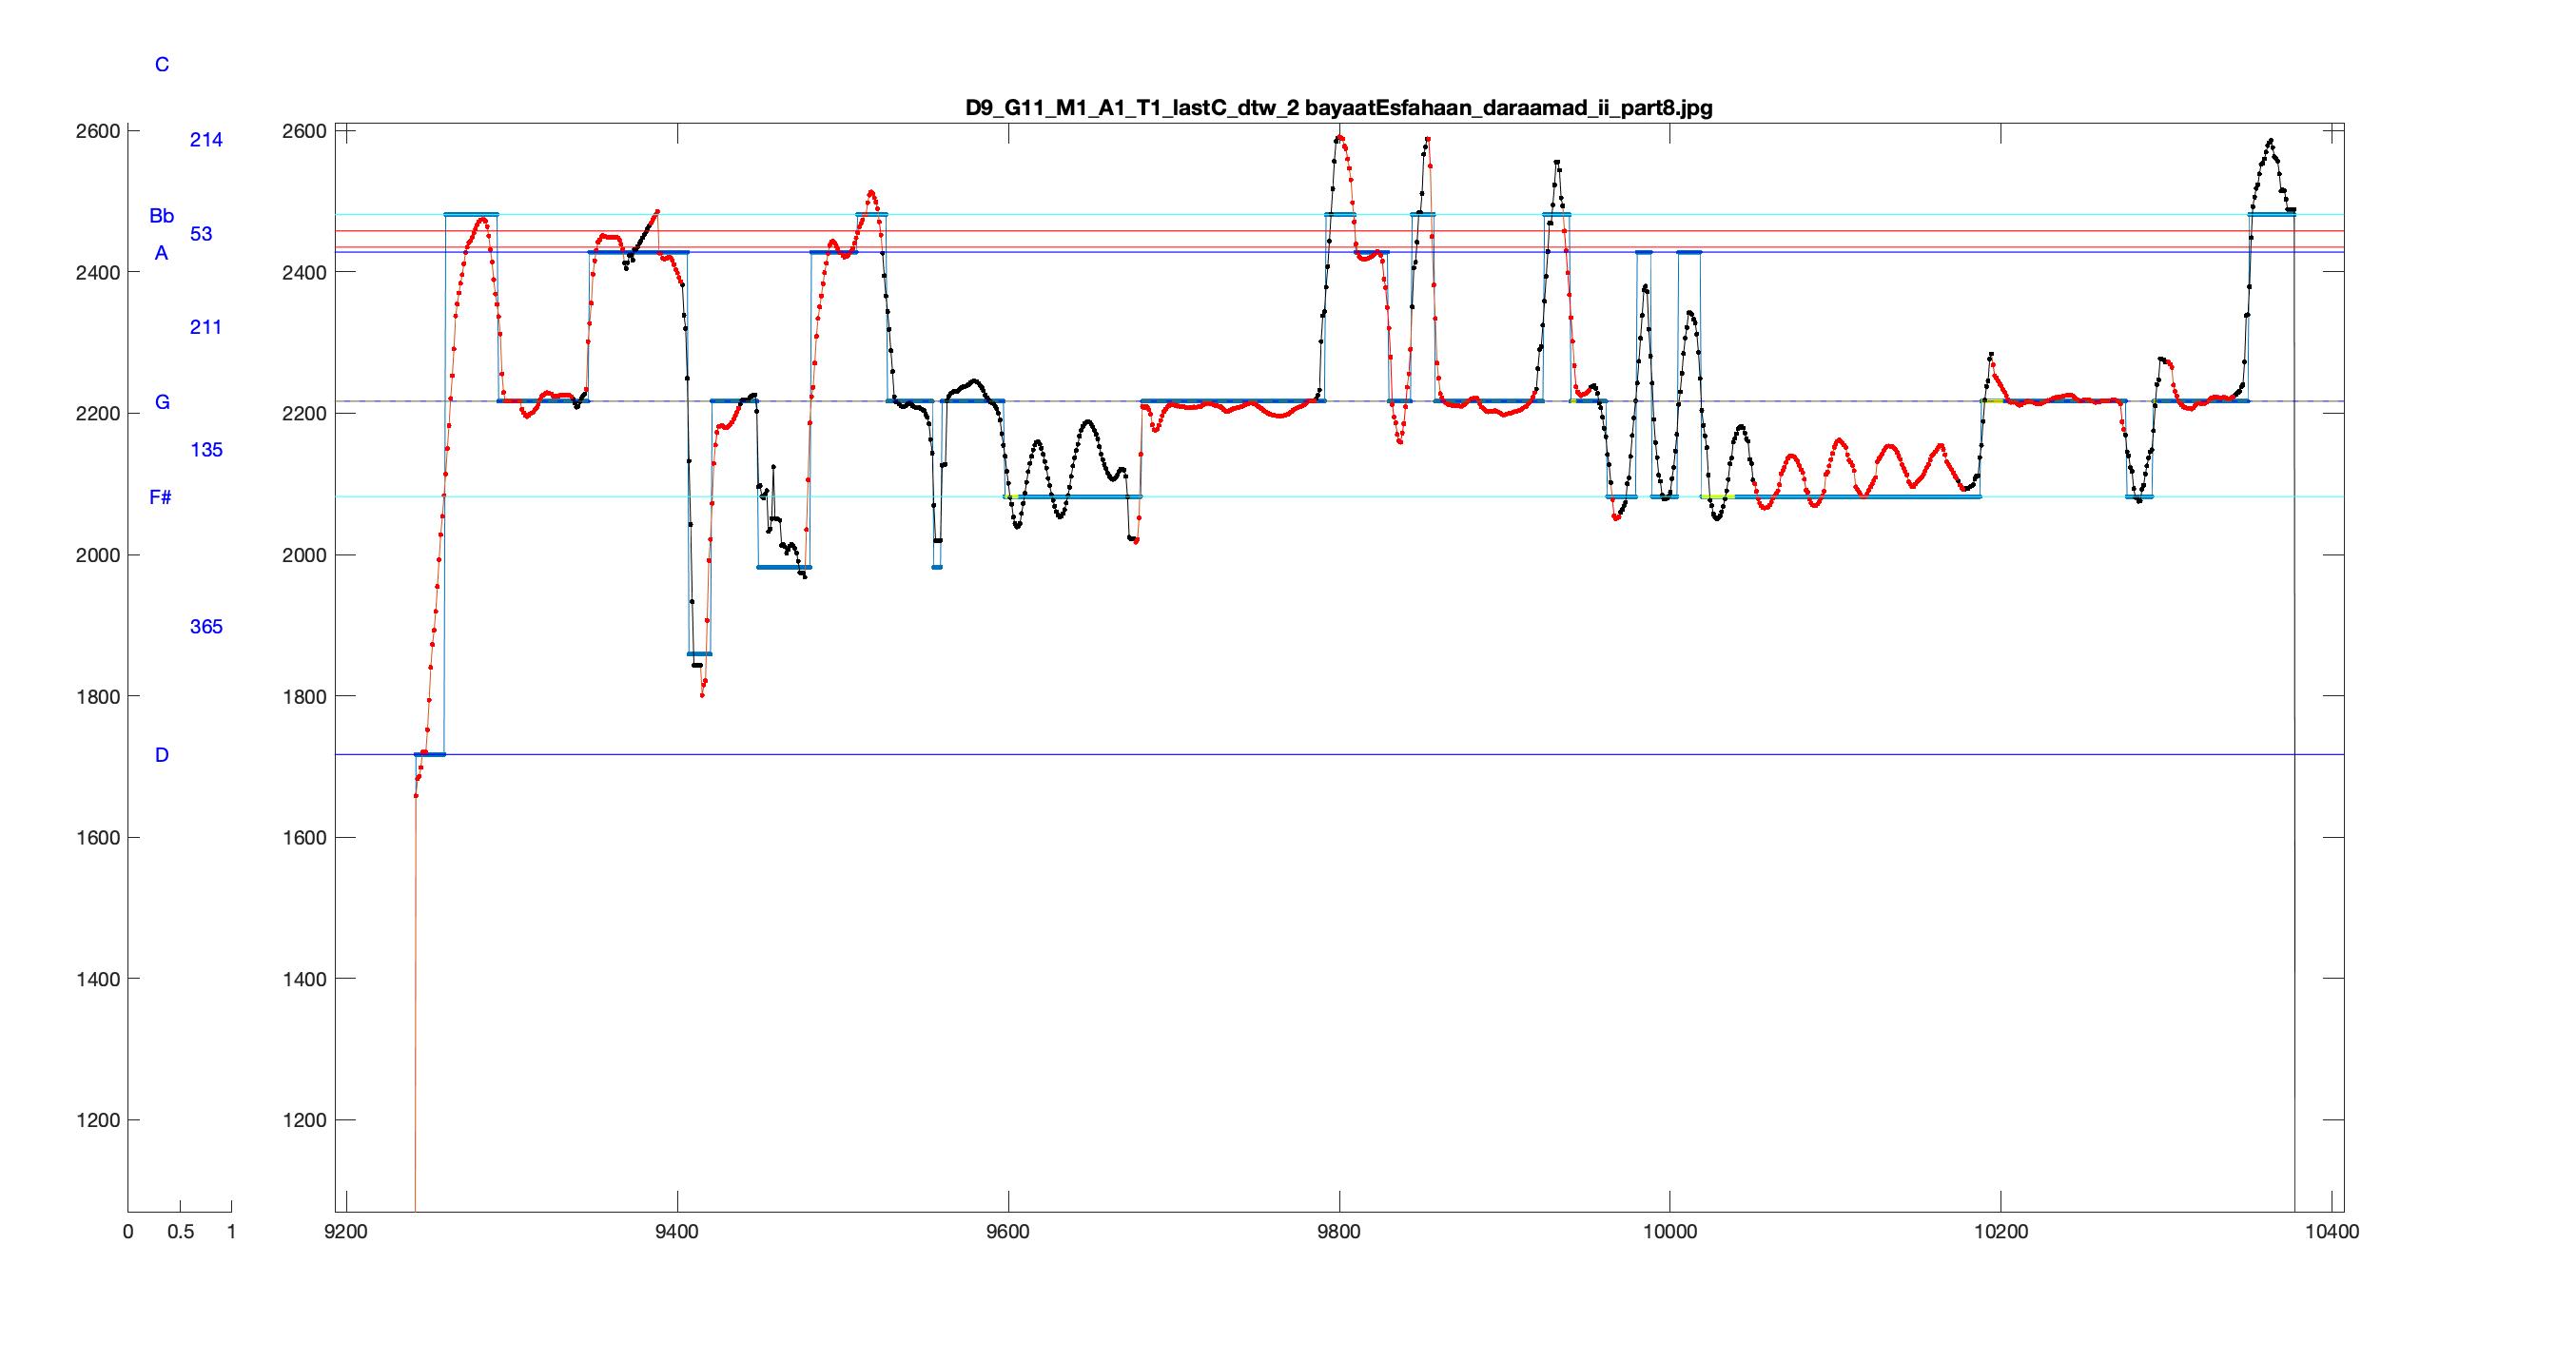 C
D9_G11_M1_A1_T1_lastC_dtw_2 bayaatEsfahaan_daraamad_ii_part8.jpg
2600 214 2600
Bb
53
A
2400 2400
211
G
2200 2200
135
F#
2000 2000
365
1800 1800
D
1600 1600
1400 1400
1200 1200
0 0.5 1 9200 9400 9600 9800 10000 10200 10400